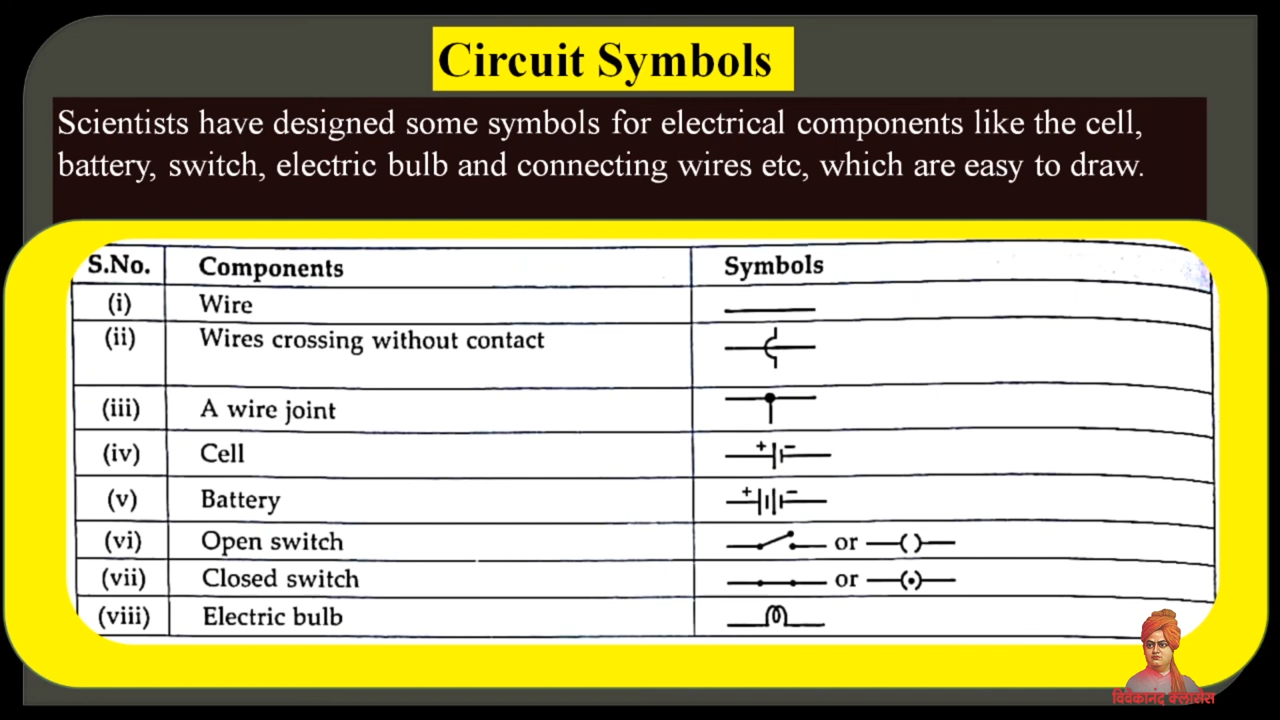 Circuit Symbols
Scientists have designed some symbols for electrical components like the cell,
battery, switch, electric bulb and connecting wires etc, which are easy to draw.
S.No. Components Symbols
(i) Wire
(ii) Wires crossing without contact
(iii) A wire joint
(iv) Cell + −
(v) Battery + −
(vi) Open switch or
(vii) Closed switch or
(viii) Electric bulb
विवेकानंद क्लासेस